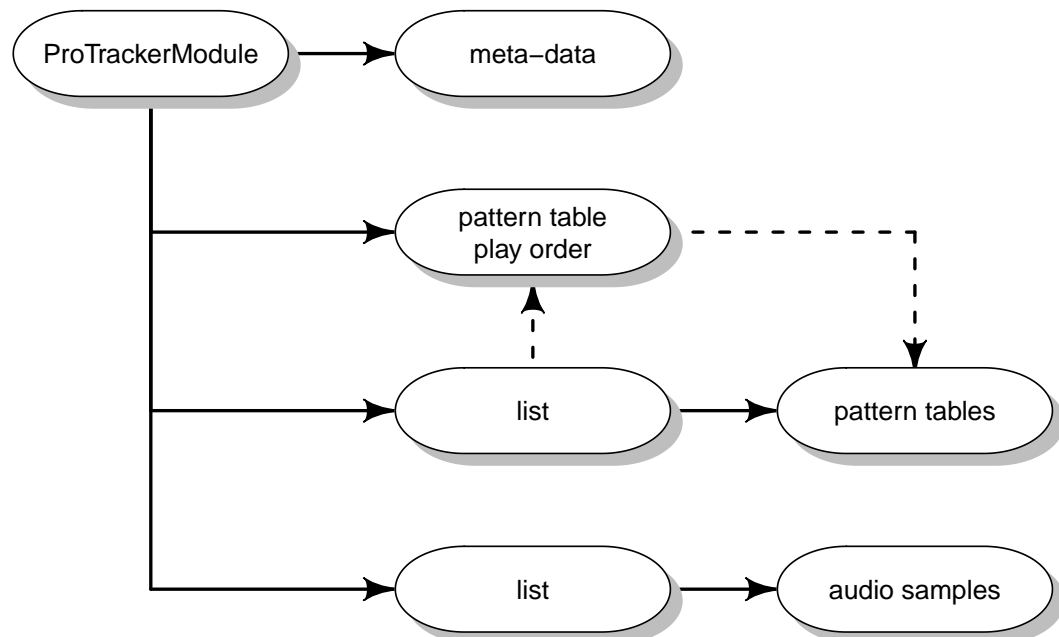 ProTrackerModule
meta−data
pattern table
play order
list
pattern tables
list
audio samples